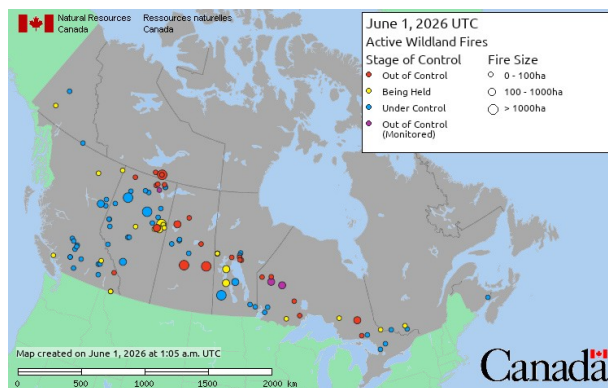 Natural Resources Ressources naturelles
Canada Canada
June 1, 2026 UTC
Active Wildland Fires
Stage of Control Fire Size
Out of Control 0 - 100ha
Being Held 100 - 1000ha
Under Control > 1000ha
Out of Control
(Monitored)
Map created on June 1, 2026 at 1:05 a.m. UTC
0 500 1000 1500 2000 km
Canada